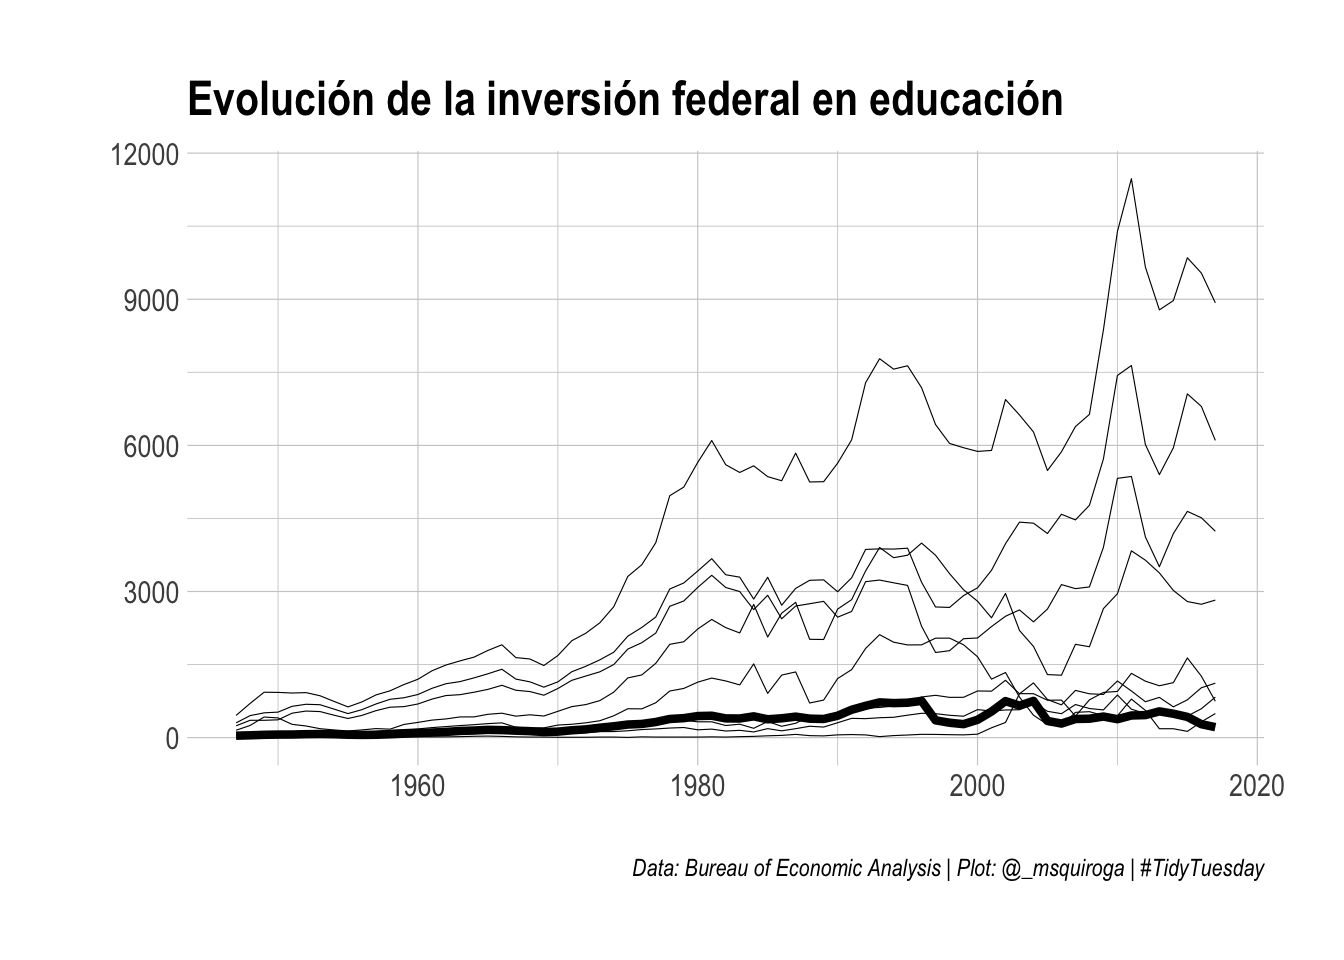 Evolución de la inversión federal en educación
12000
9000
6000
3000
0
1960 1980 2000 2020
Data: Bureau of Economic Analysis | Plot: @_msquiroga | #TidyTuesday